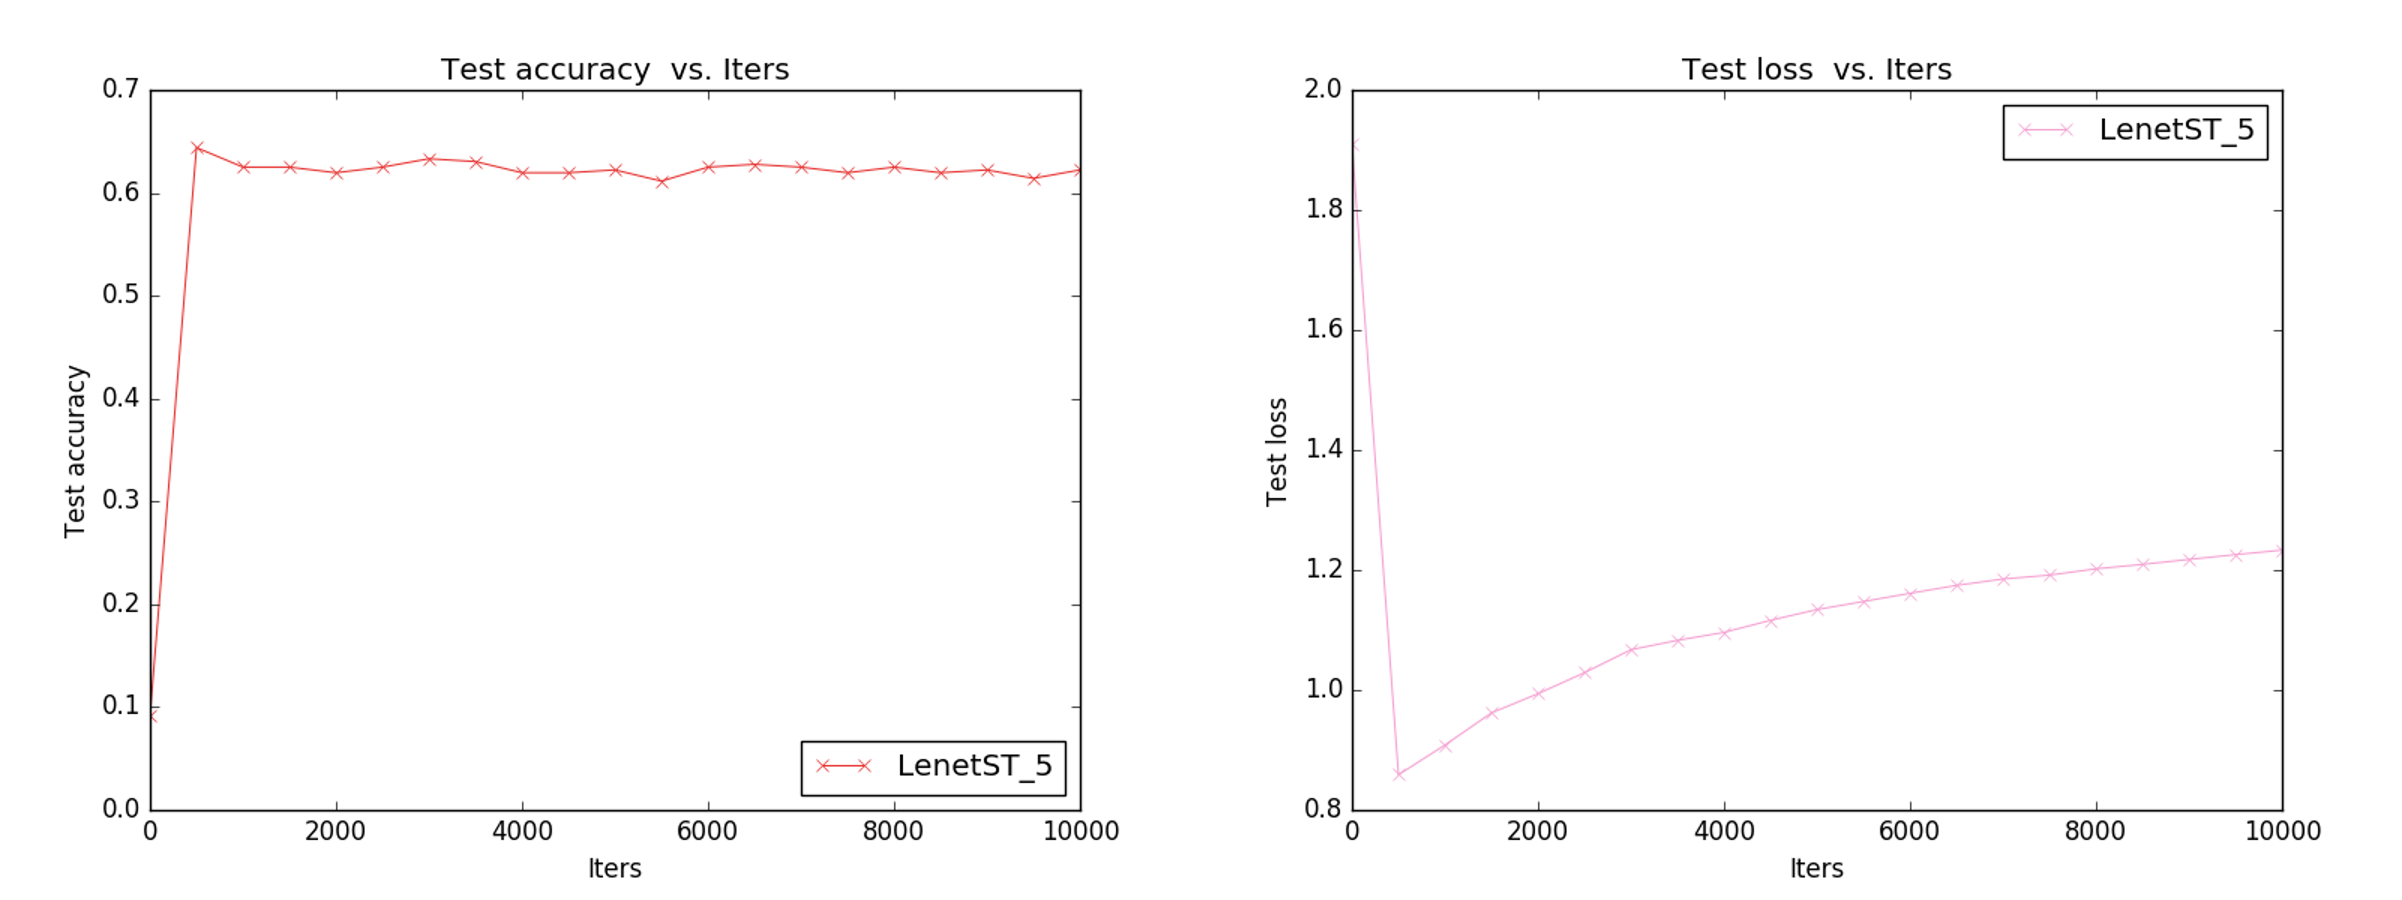 Test accuracy  vs. Iters
0.7
0.6
0.5
0.4
0.3
0.2
0.1
0.0
Test accuracy
LenetST_5
0 2000 4000 6000 8000 10000
Iters
Test loss  vs. Iters
2.0
1.8
1.6
1.4
1.2
1.0
0.8
Test loss
LenetST_5
0 2000 4000 6000 8000 10000
Iters